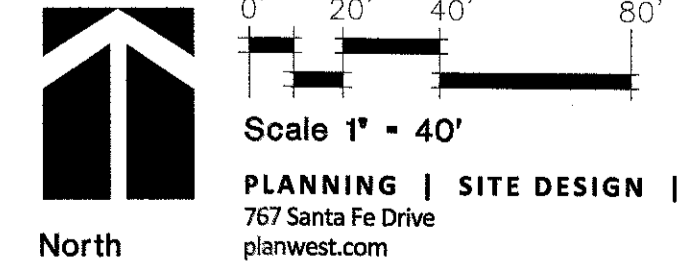 0' 20' 40' 80'
Scale 1" = 40'
PLANNING | SITE DESIGN |
767 Santa Fe Drive
North planwest.com